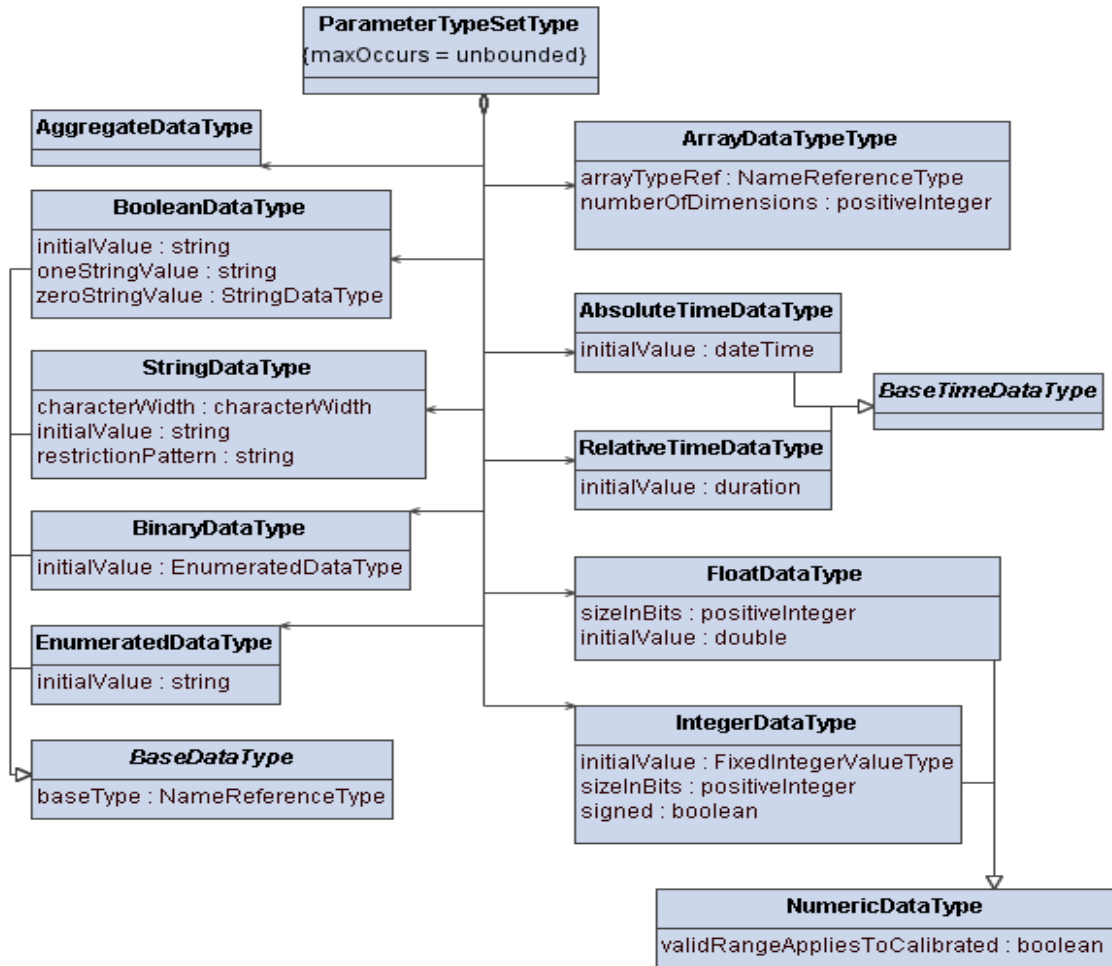 ParameterTypeSetType
{maxOccurs = unbounded}
AggregateDataType
BooleanDataType
initialValue : string
oneStringValue : string
zeroStringValue : StringDataType
StringDataType
characterWidth : characterWidth
initialValue : string
restrictionPattern : string
BinaryDataType
initialValue : EnumeratedDataType
EnumeratedDataType
initialValue : string
BaseDataType
baseType : NameReferenceType
ArrayDataTypeType
arrayTypeRef : NameReferenceType
numberOfDimensions : positiveInteger
AbsoluteTimeDataType
initialValue : dateTime
BaseTimeDataType
RelativeTimeDataType
initialValue : duration
FloatDataType
sizeInBits : positiveInteger
initialValue : double
IntegerDataType
initialValue : FixedIntegerValueType
sizeInBits : positiveInteger
signed : boolean
NumericDataType
validRangeAppliesToCalibrated : boolean